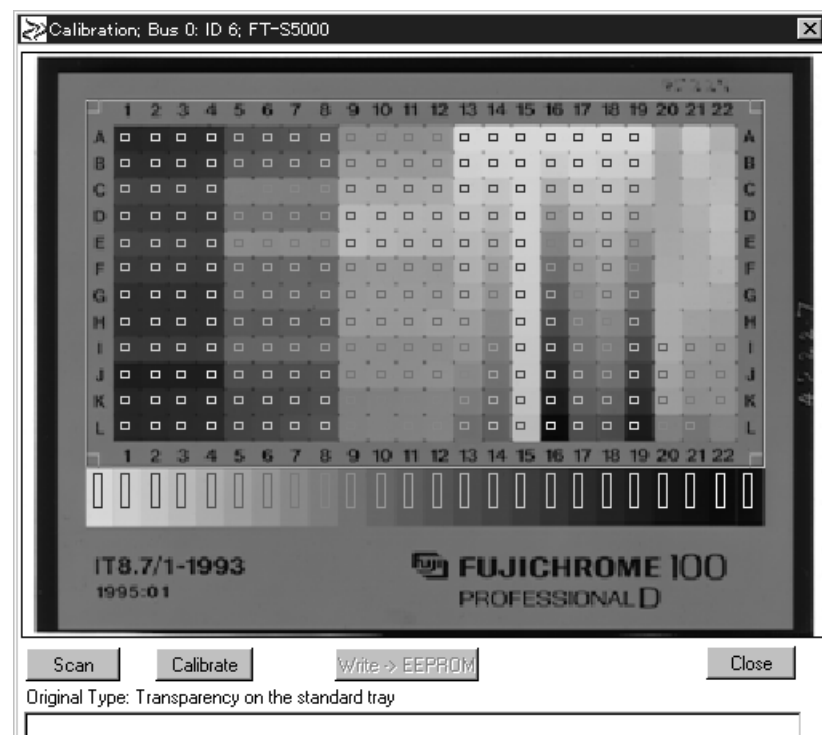 Calibration; Bus 0: ID 6; FT-S5000
1 2 3 4 5 6 7 8 9 10 11 12 13 14 15 16 17 18 19 20 21 22
A A
B B
C C
D D
E E
F F
G G
H H
I I
J J
K K
L L
1 2 3 4 5 6 7 8 9 10 11 12 13 14 15 16 17 18 19 20 21 22
IT8.7/1-1993
1995:01
FUJI FUJICHROME 100
PROFESSIONAL D
Scan Calibrate Write -> EEPROM Close
Original Type: Transparency on the standard tray